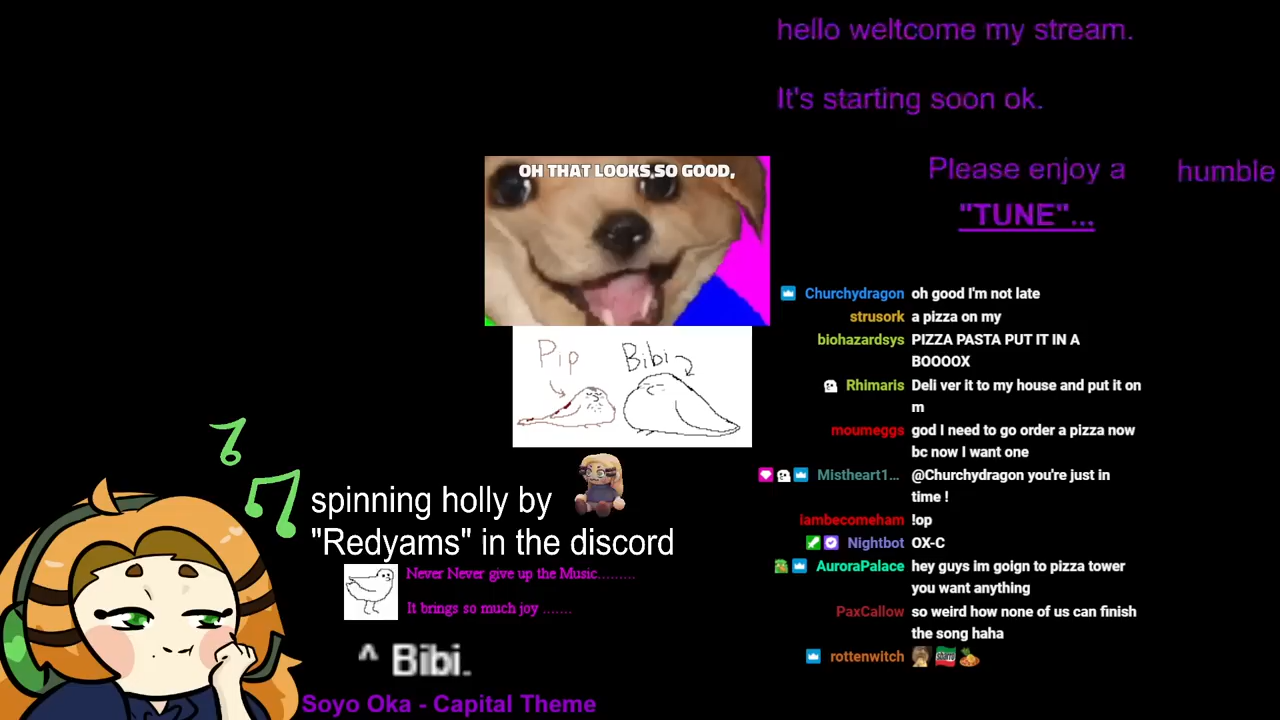 hello weltcome my stream.
It's starting soon ok.
Please enjoy a humble
"TUNE"...
OH THAT LOOKS SO GOOD,
Pip
Bibi
Churchydragon oh good I'm not late
strusork a pizza on my
biohazardsys PIZZA PASTA PUT IT IN A
BOOOOX
Rhimaris Deli ver it to my house and put it on
m
moumeggs god I need to go order a pizza now
bc now I want one
Mistheart1... @Churchydragon you're just in
time !
Iambecomeham !op
Nightbot OX-C
AuroraPalace hey guys im goign to pizza tower
you want anything
PaxCallow so weird how none of us can finish
the song haha
rottenwitch
spinning holly by
"Redyams" in the discord
Never Never give up the Music.........
It brings so much joy .......
^ Bibi.
Soyo Oka - Capital Theme